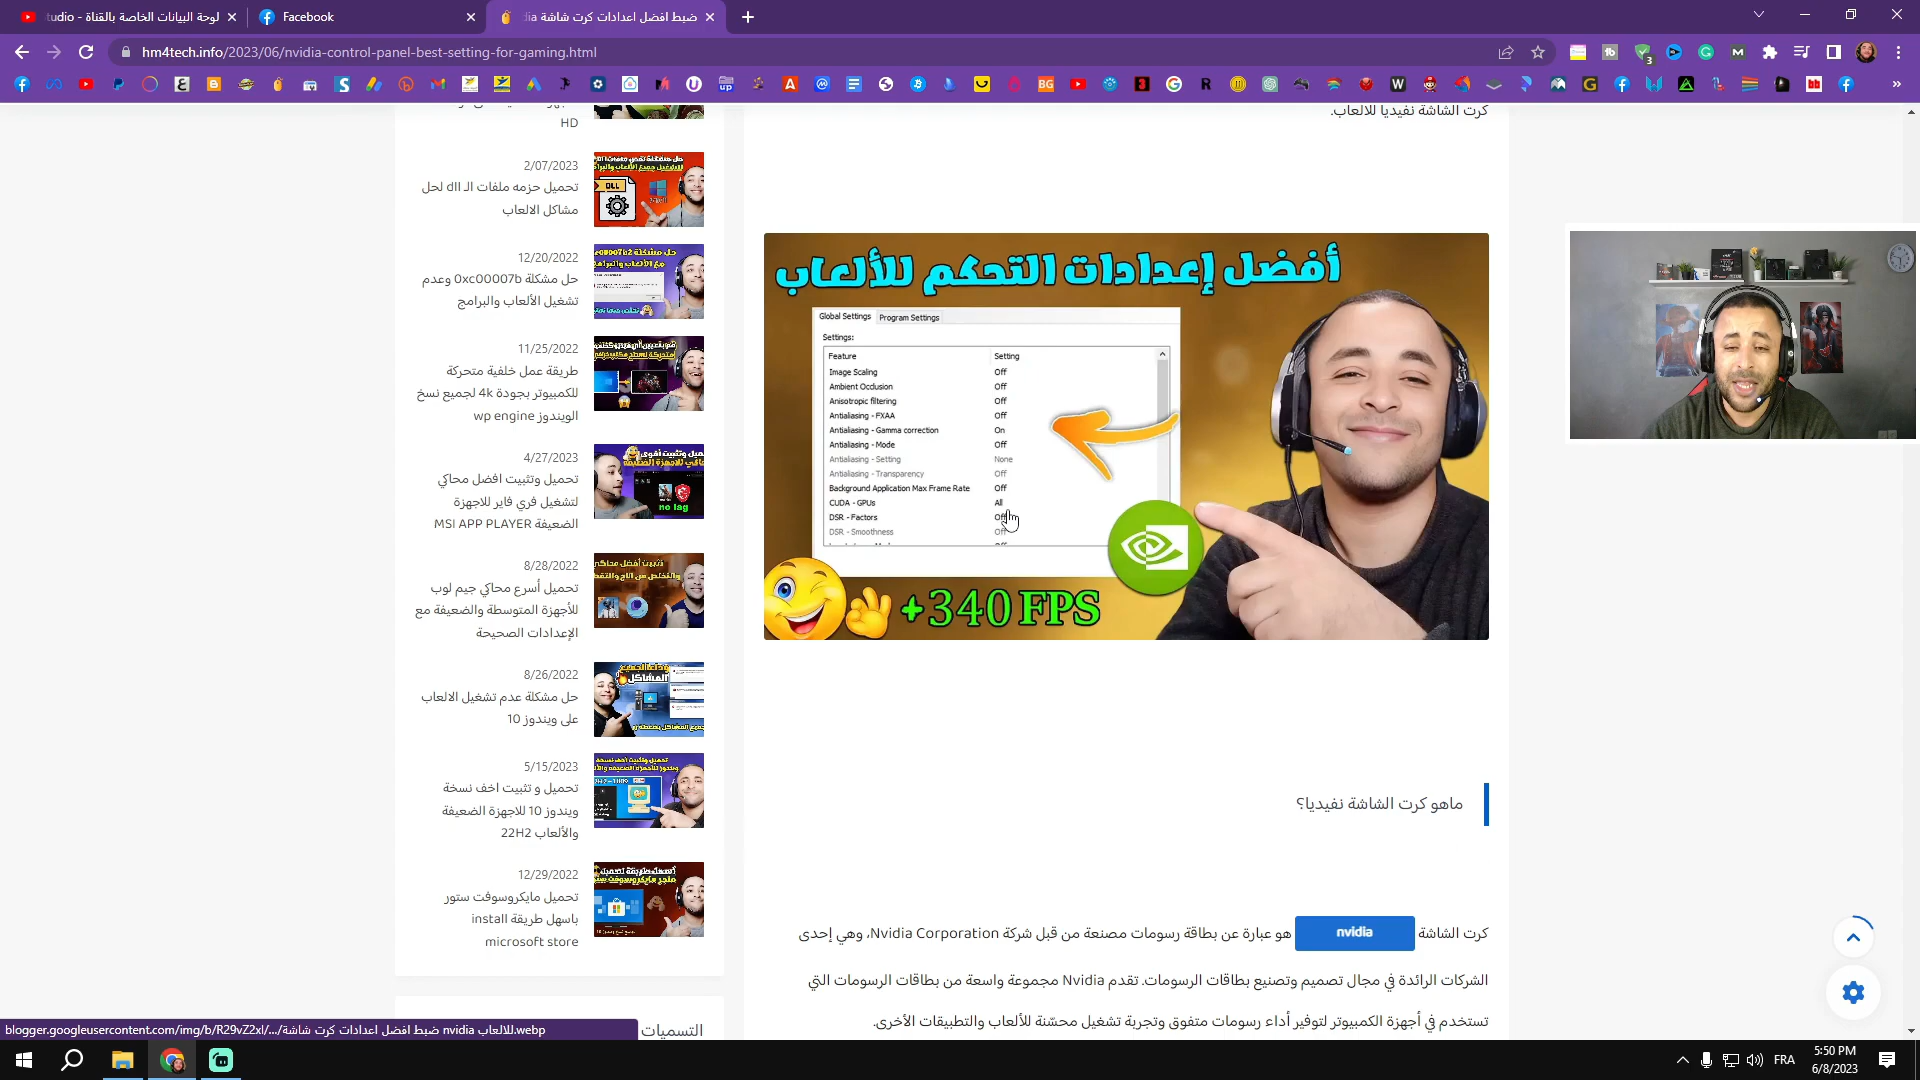 لوحة البيانات الخاصة بالقناة - tudio
Facebook
ضبط افضل اعدادات كرت شاشة
hm4tech.info/2023/06/nvidia-control-panel-best-setting-for-gaming.html
كرت الشاشة نفيديا للألعاب.
أفضل إعدادات التحكم للألعاب
Global Settings
Program Settings
Settings:
Feature Setting
Image Scaling Off
Ambient Occlusion Off
Anisotropic filtering Off
Antialiasing - FXAA Off
Antialiasing - Gamma correction On
Antialiasing - Mode Off
Antialiasing - Setting None
Antialiasing - Transparency Off
Background Application Max Frame Rate Off
CUDA - GPUs All
DSR - Factors Off
DSR - Smoothness Off
+340 FPS
ماهو كرت الشاشة نفيديا؟
كرت الشاشة nvidia هو عبارة عن بطاقة رسومات مصنعة من قبل شركة Nvidia Corporation، وهي إحدى
الشركات الرائدة في مجال تصميم وتصنيع بطاقات الرسومات. تقدم Nvidia مجموعة واسعة من بطاقات الرسومات التي
تستخدم في أجهزة الكمبيوتر لتوفير أداء رسومات متفوق وتجربة تشغيل محسّنة للألعاب والتطبيقات الأخرى.
HD
2/07/2023
تحميل حزمه ملفات الـ dll لحل
مشاكل الالعاب
12/20/2022
حل مشكلة 0xc00007b وعدم
تشغيل الألعاب والبرامج
11/25/2022
طريقة عمل خلفية متحركة
للكمبيوتر بجودة 4k لجميع نسخ
الويندوز wp engine
4/27/2023
تحميل وتثبيت افضل محاكي
لتشغيل فري فاير للاجهزة
الضعيفة MSI APP PLAYER
no lag
8/28/2022
تحميل أسرع محاكي جيم لوب
للأجهزة المتوسطة والضعيفة مع
الإعدادات الصحيحة
8/26/2022
حل مشكلة عدم تشغيل الالعاب
على ويندوز 10
5/15/2023
تحميل و تثبيت اخف نسخة
ويندوز 10 للاجهزة الضعيفة
والألعاب 22H2
12/29/2022
تحميل مايكروسوفت ستور
باسهل طريقة install
microsoft store
التسميات
blogger.googleusercontent.com/img/b/R29vZ2xl/.../ضبط افضل اعدادات كرت شاشة nvidia للالعاب.webp
FRA
5:50 PM
6/8/2023